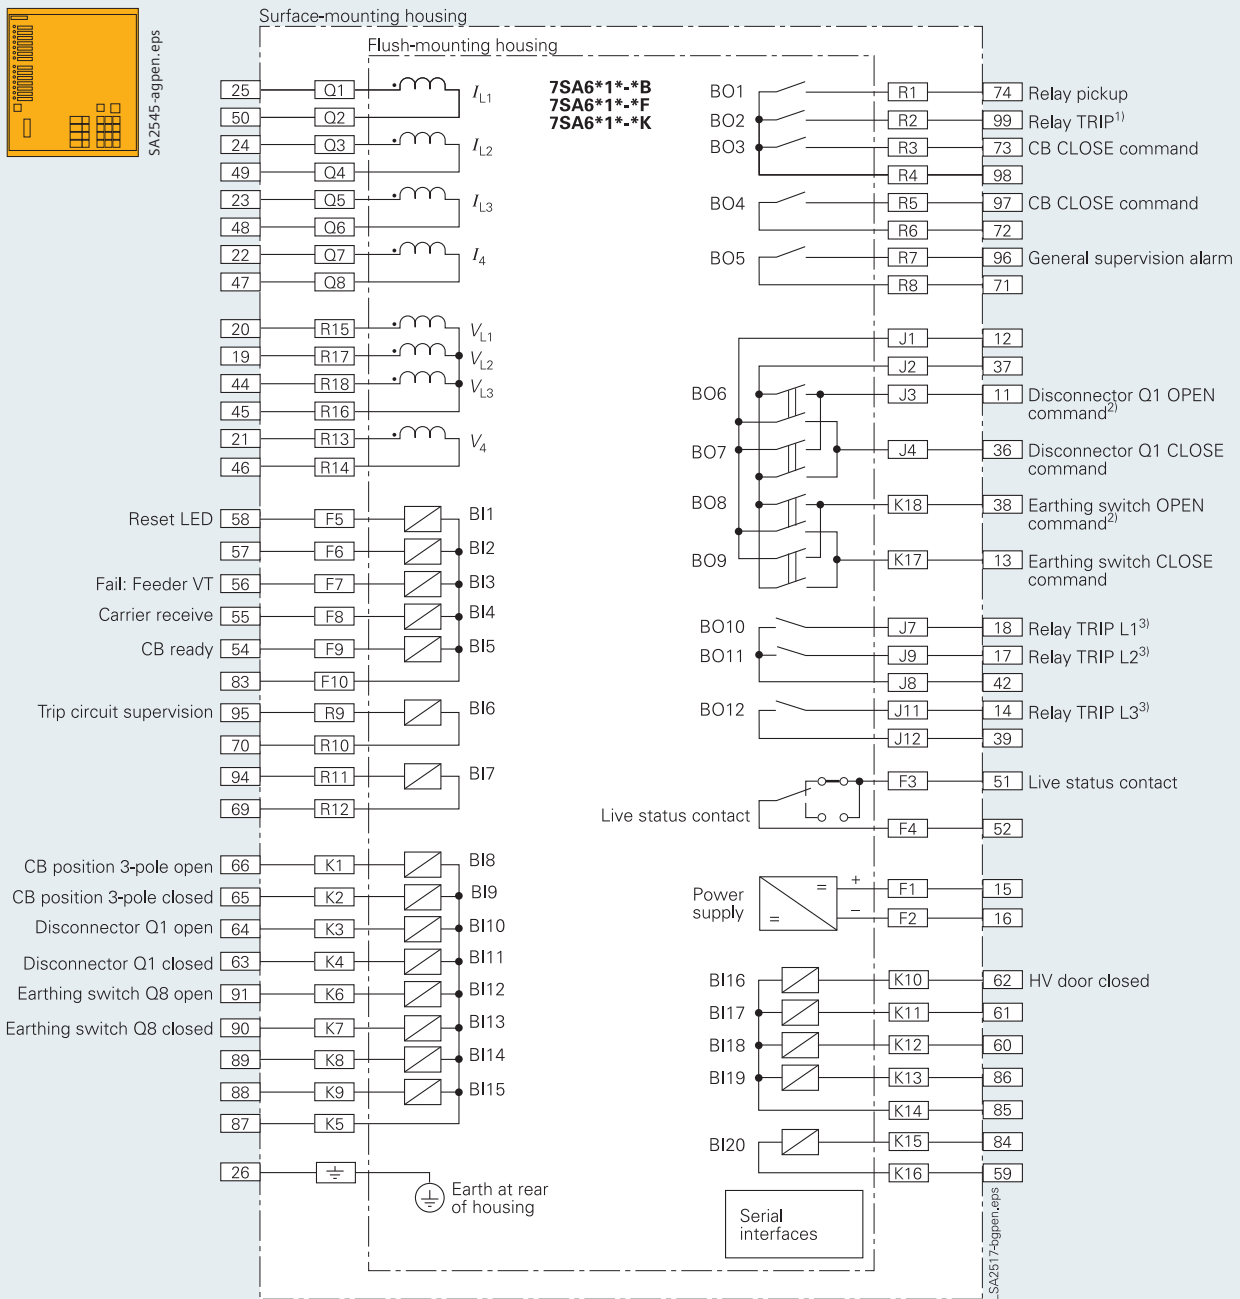 Surface-mounting housing
Flush-mounting housing
SA2545-agpen.eps
7SA6*1*-*B
7SA6*1*-*F
7SA6*1*-*K
25 Q1 IL1
50 Q2
24 Q3 IL2
49 Q4
23 Q5 IL3
48 Q6
22 Q7 I4
47 Q8
20 R15 VL1
19 R17 VL2
44 R18 VL3
45 R16
21 R13 V4
46 R14
Reset LED 58 F5 BI1
57 F6 BI2
Fail: Feeder VT 56 F7 BI3
Carrier receive 55 F8 BI4
CB ready 54 F9 BI5
83 F10
Trip circuit supervision 95 R9 BI6
70 R10
94 R11 BI7
69 R12
CB position 3-pole open 66 K1 BI8
CB position 3-pole closed 65 K2 BI9
Disconnector Q1 open 64 K3 BI10
Disconnector Q1 closed 63 K4 BI11
Earthing switch Q8 open 91 K6 BI12
Earthing switch Q8 closed 90 K7 BI13
89 K8 BI14
88 K9 BI15
87 K5
26
Earth at rear
of housing
BO1 R1 74 Relay pickup
BO2 R2 99 Relay TRIP1)
BO3 R3 73 CB CLOSE command
R4 98
BO4 R5 97 CB CLOSE command
R6 72
BO5 R7 96 General supervision alarm
R8 71
J1 12
J2 37
BO6 J3 11 Disconnector Q1 OPEN
command2)
BO7 J4 36 Disconnector Q1 CLOSE
command
BO8 K18 38 Earthing switch OPEN
command2)
BO9 K17 13 Earthing switch CLOSE
command
BO10 J7 18 Relay TRIP L13)
BO11 J9 17 Relay TRIP L23)
J8 42
BO12 J11 14 Relay TRIP L33)
J12 39
F3 51 Live status contact
Live status contact F4 52
Power
supply
= =
+ F1 15
– F2 16
BI16 K10 62 HV door closed
BI17 K11 61
BI18 K12 60
BI19 K13 86
K14 85
BI20 K15 84
K16 59
Serial
interfaces
LSA2517-bgpen.eps